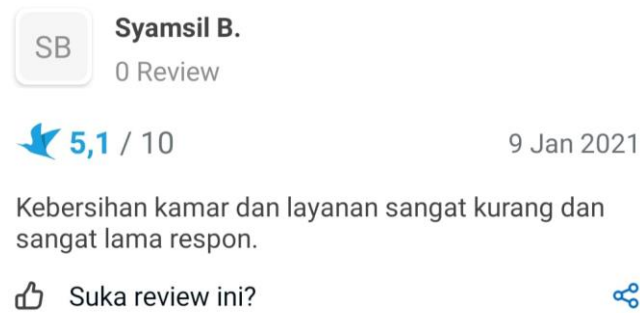 SB
Syamsil B.
0 Review
5,1 / 10
9 Jan 2021
Kebersihan kamar dan layanan sangat kurang dan
sangat lama respon.
Suka review ini?